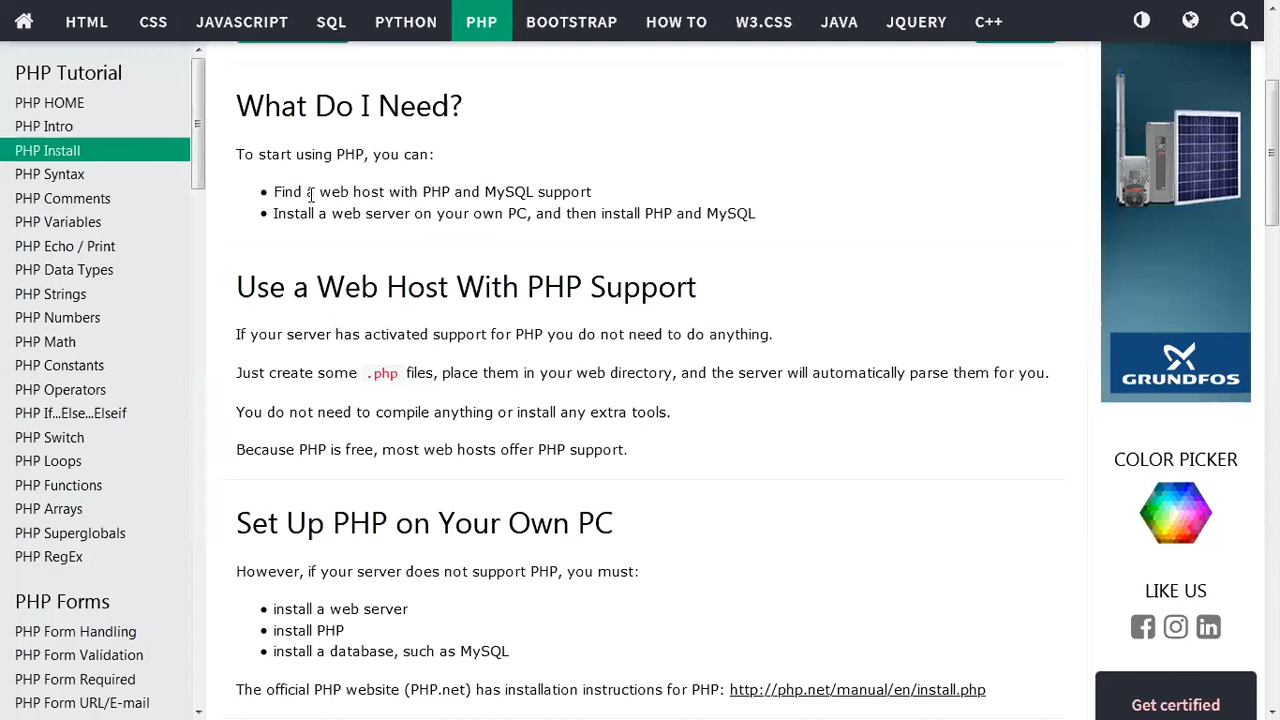 HTML CSS JAVASCRIPT SQL PYTHON PHP BOOTSTRAP HOW TO W3.CSS JAVA JQUERY C++
PHP Tutorial
PHP HOME
PHP Intro
PHP Install
PHP Syntax
PHP Comments
PHP Variables
PHP Echo / Print
PHP Data Types
PHP Strings
PHP Numbers
PHP Math
PHP Constants
PHP Operators
PHP If...Else...Elseif
PHP Switch
PHP Loops
PHP Functions
PHP Arrays
PHP Superglobals
PHP RegEx
PHP Forms
PHP Form Handling
PHP Form Validation
PHP Form Required
PHP Form URL/E-mail
What Do I Need?
To start using PHP, you can:
• Find a web host with PHP and MySQL support
• Install a web server on your own PC, and then install PHP and MySQL
Use a Web Host With PHP Support
If your server has activated support for PHP you do not need to do anything.
Just create some .php files, place them in your web directory, and the server will automatically parse them for you.
You do not need to compile anything or install any extra tools.
Because PHP is free, most web hosts offer PHP support.
Set Up PHP on Your Own PC
However, if your server does not support PHP, you must:
• install a web server
• install PHP
• install a database, such as MySQL
The official PHP website (PHP.net) has installation instructions for PHP: http://php.net/manual/en/install.php
GRUNDFOS
COLOR PICKER
LIKE US
Get certified